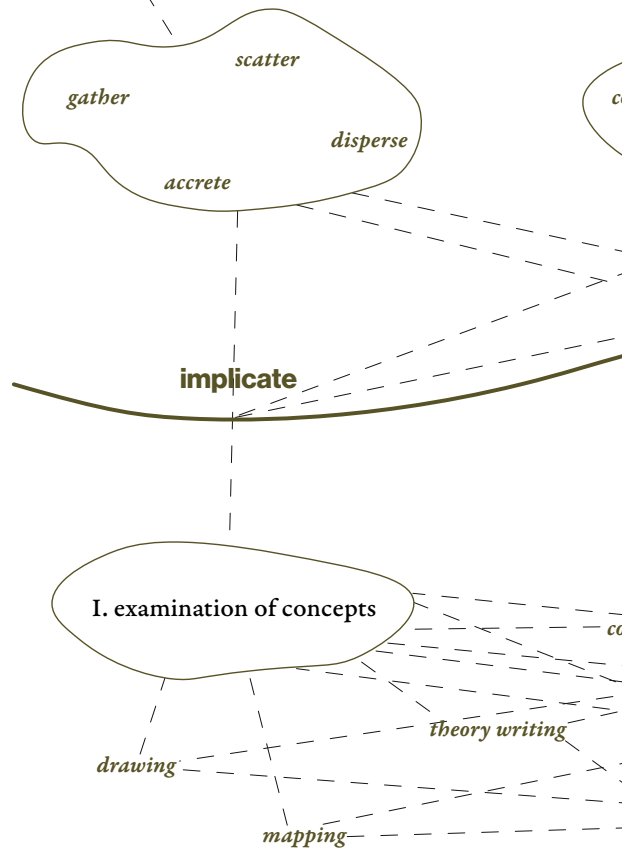 scatter
gather
disperse
accrete
implicate
I. examination of concepts
theory writing
drawing
mapping